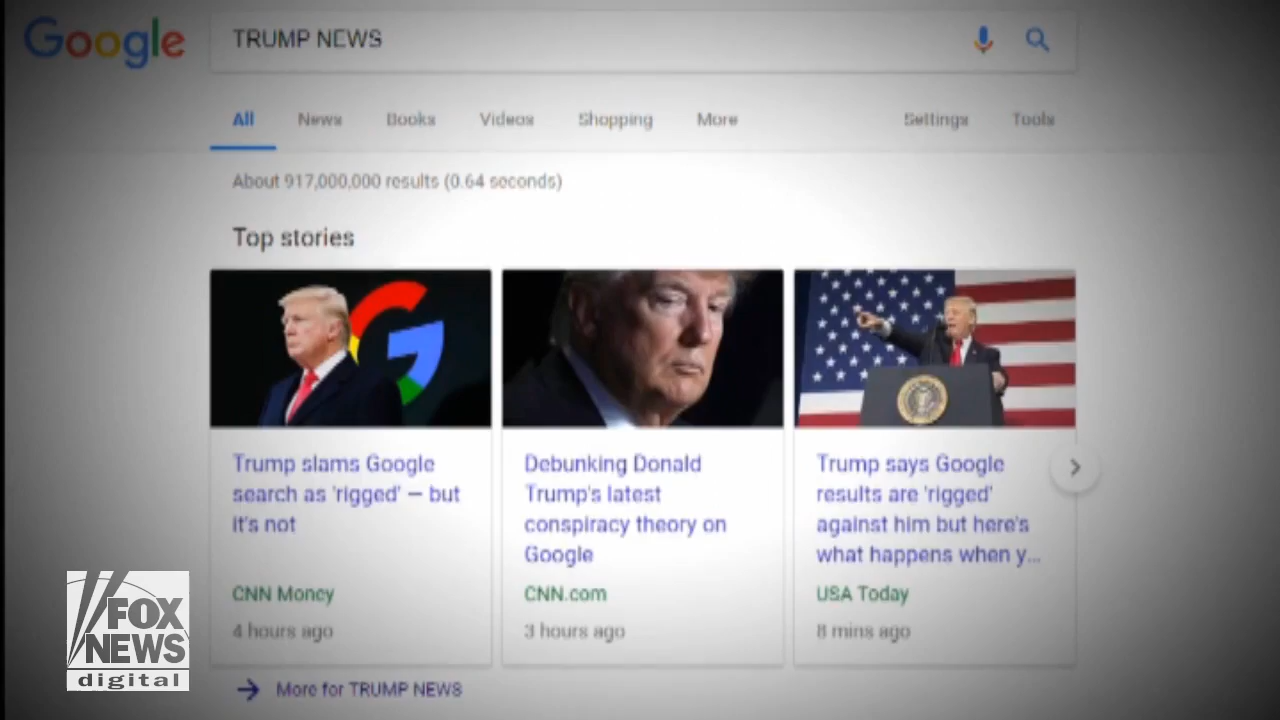 Google
TRUMP NEWS
All News Books Videos Shopping More Settings Tools
About 917,000,000 results (0.64 seconds)
Top stories
Trump slams Google
search as 'rigged' — but
it's not
CNN Money
4 hours ago
Debunking Donald
Trump's latest
conspiracy theory on
Google
CNN.com
3 hours ago
Trump says Google
results are 'rigged'
against him but here's
what happens when y...
USA Today
8 mins ago
More for TRUMP NEWS
FOX
NEWS
digital